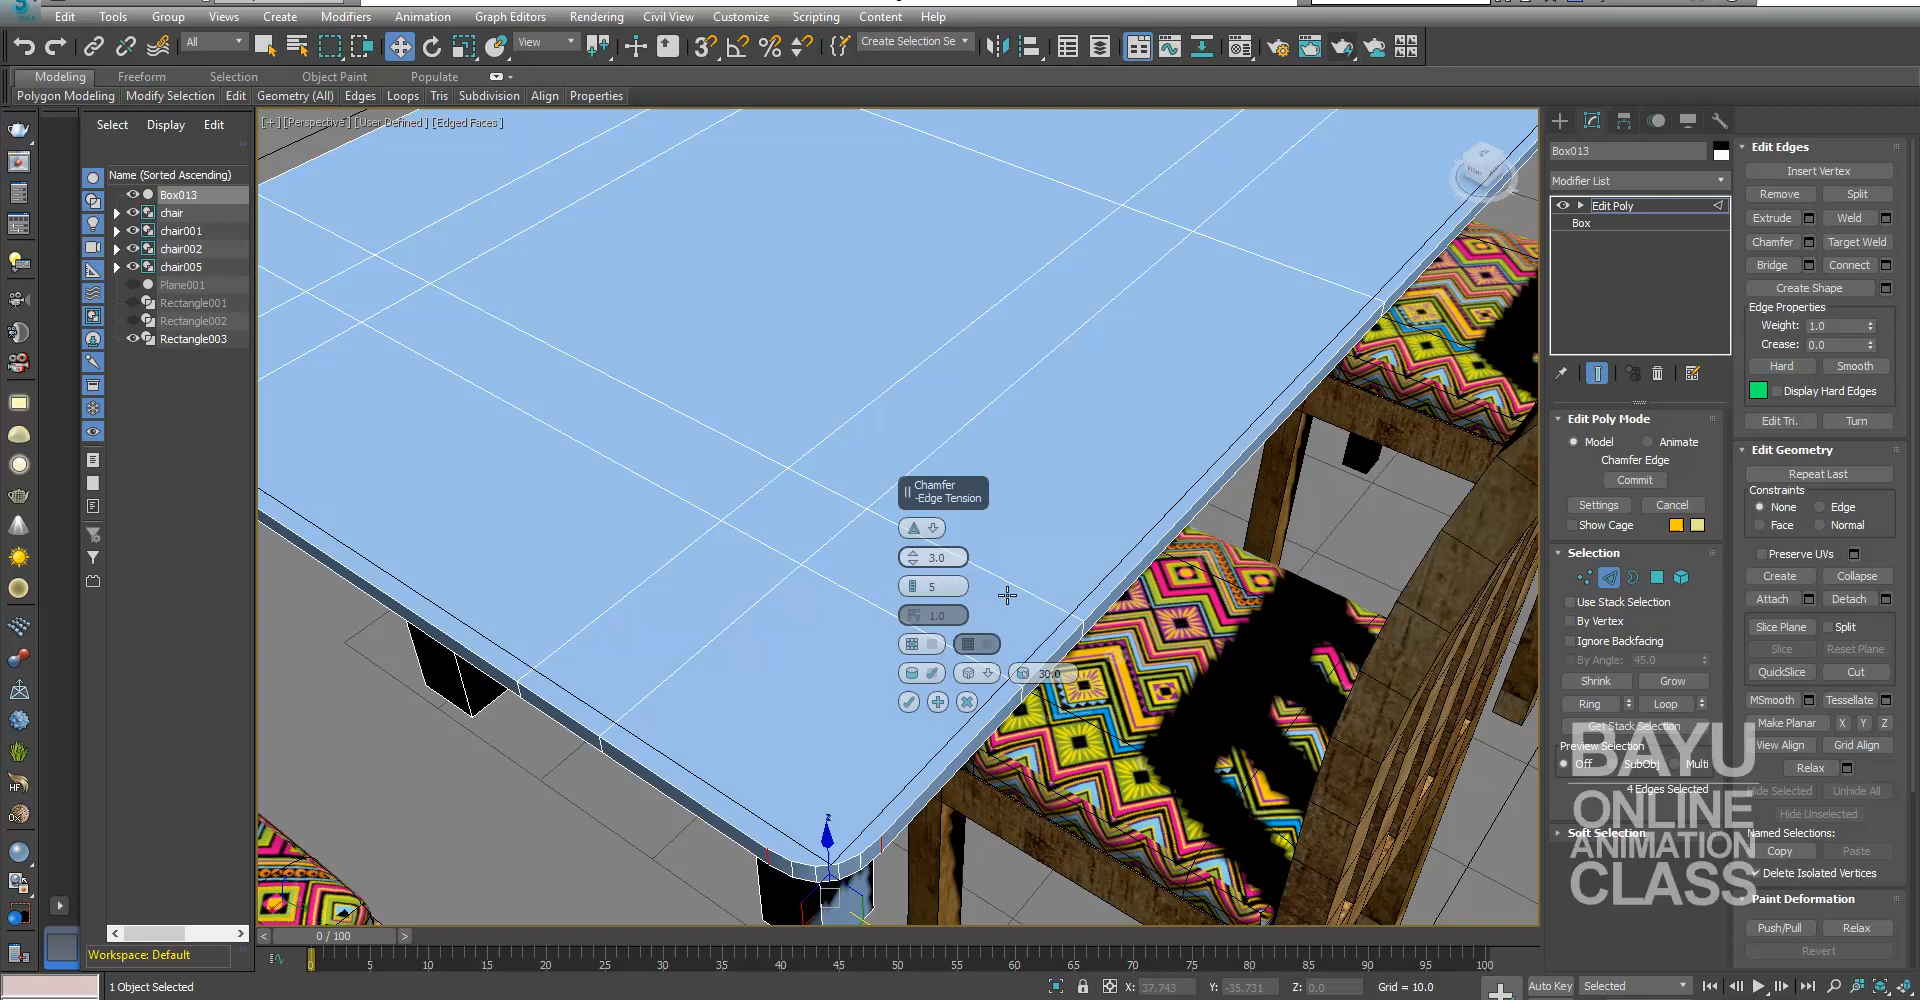 Edit Tools Group Views Create Modifiers Animation Graph Editors Rendering Civil View Customize Scripting Content Help
All View Create Selection Se
Modeling Freeform Selection Object Paint Populate
Polygon Modeling Modify Selection Edit Geometry (All) Edges Loops Tris Subdivision Align Properties
Select Display Edit
Name (Sorted Ascending)
Box013
chair
chair001
chair002
chair005
Plane001
Rectangle001
Rectangle002
Rectangle003
Workspace: Default
[+] [Perspective] [User Defined] [Edged Faces]
Chamfer
-Edge Tension
3.0
5
1.0
30.0
Box013
Modifier List
Edit Poly
Box
Edit Poly Mode
Model Animate
Chamfer Edge
Commit
Settings Cancel
Show Cage
Selection
Use Stack Selection
By Vertex
Ignore Backfacing
By Angle: 45.0
Shrink Grow
Ring Loop
Get Stack Selection
Preview Selection
Off SubObj Multi
4 Edges Selected
Soft Selection
Edit Edges
Insert Vertex
Remove Split
Extrude Weld
Chamfer Target Weld
Bridge Connect
Create Shape
Edge Properties
Weight: 1.0
Crease: 0.0
Hard Smooth
Display Hard Edges
Edit Tri. Turn
Edit Geometry
Repeat Last
Constraints
None Edge
Face Normal
Preserve UVs
Create Collapse
Attach Detach
Slice Plane Split
Slice Reset Plane
QuickSlice Cut
MSmooth Tessellate
Make Planar X Y Z
View Align Grid Align
Relax
Hide Selected Unhide All
Hide Unselected
Named Selections:
Copy Paste
Delete Isolated Vertices
Paint Deformation
Push/Pull Relax
Revert
BAYU
ONLINE
ANIMATION
CLASS
0 / 100
0 5 10 15 20 25 30 35 40 45 50 55 60 65 70 75 80 85 90 95 100
1 Object Selected
X: 37.743 Y: -35.731 Z: 0.0 Grid = 10.0
Auto Key Selected